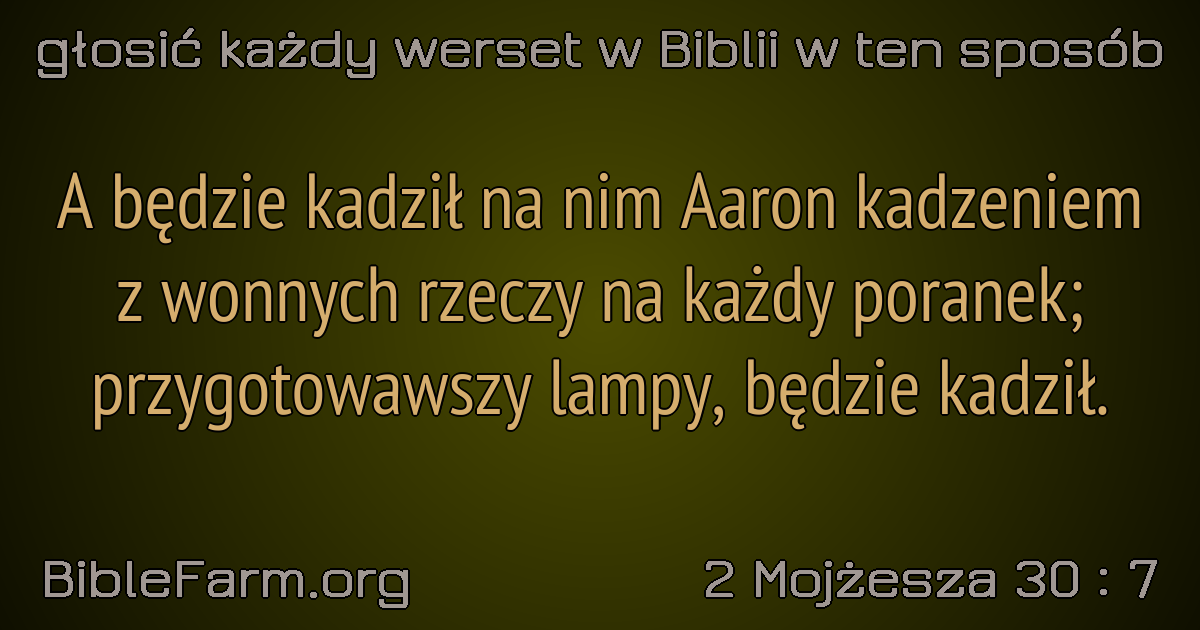 głosić każdy werset w Biblii w ten sposób
A będzie kadził na nim Aaron kadzeniem
z wonnych rzeczy na każdy poranek;
przygotowawszy lampy, będzie kadził.
BibleFarm.org
2 Mojżesza 30 : 7